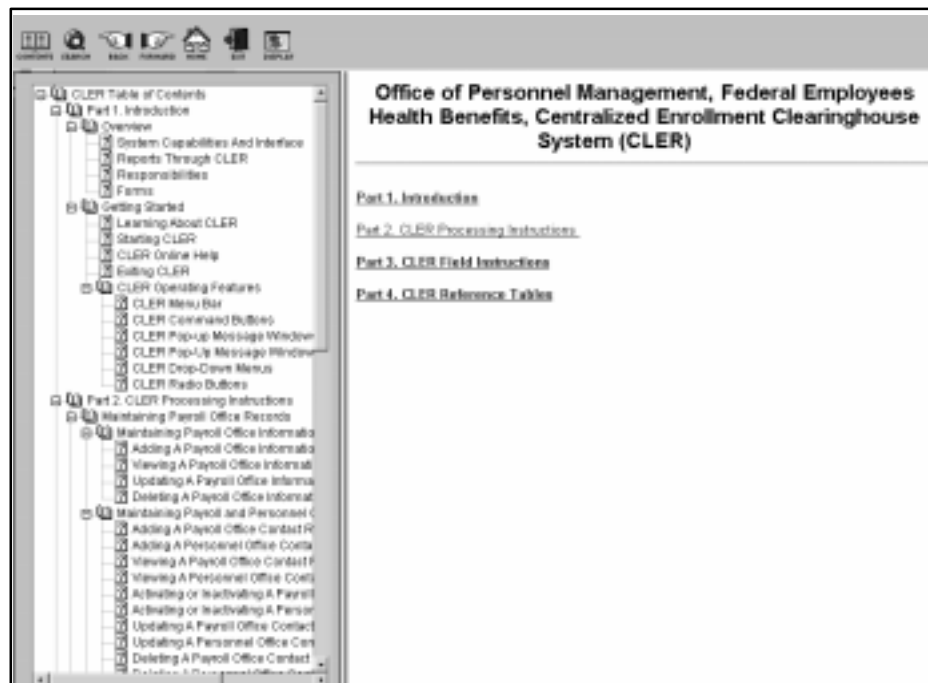 CONTENTS SEARCH BACK FORWARD HOME EXIT DISPLAY
CLER Table of Contents
Part 1. Introduction
Overview
System Capabilities And Interface
Reports Through CLER
Responsibilities
Forms
Getting Started
Learning About CLER
Starting CLER
CLER Online Help
Exiting CLER
CLER Operating Features
CLER Menu Bar
CLER Command Buttons
CLER Pop-up Message Window
CLER Pop-Up Message Window
CLER Drop-Down Menus
CLER Radio Buttons
Part 2. CLER Processing Instructions
Maintaining Payroll Office Records
Maintaining Payroll Office Informatio
Adding A Payroll Office Informatio
Viewing A Payroll Office Informati
Updating A Payroll Office Informa
Deleting A Payroll Office Informat
Maintaining Payroll and Personnel
Adding A Payroll Office Contact R
Adding A Personnel Office Conta
Viewing A Payroll Office Contact
Viewing A Personnel Office Conta
Activating or Inactivating A Payroll
Activating or Inactivating A Person
Updating A Payroll Office Contact
Updating A Personnel Office Con
Deleting A Payroll Office Contact
Deleting A Personnel Office
Office of Personnel Management, Federal Employees
Health Benefits, Centralized Enrollment Clearinghouse
System (CLER)
Part 1. Introduction
Part 2. CLER Processing Instructions
Part 3. CLER Field Instructions
Part 4. CLER Reference Tables